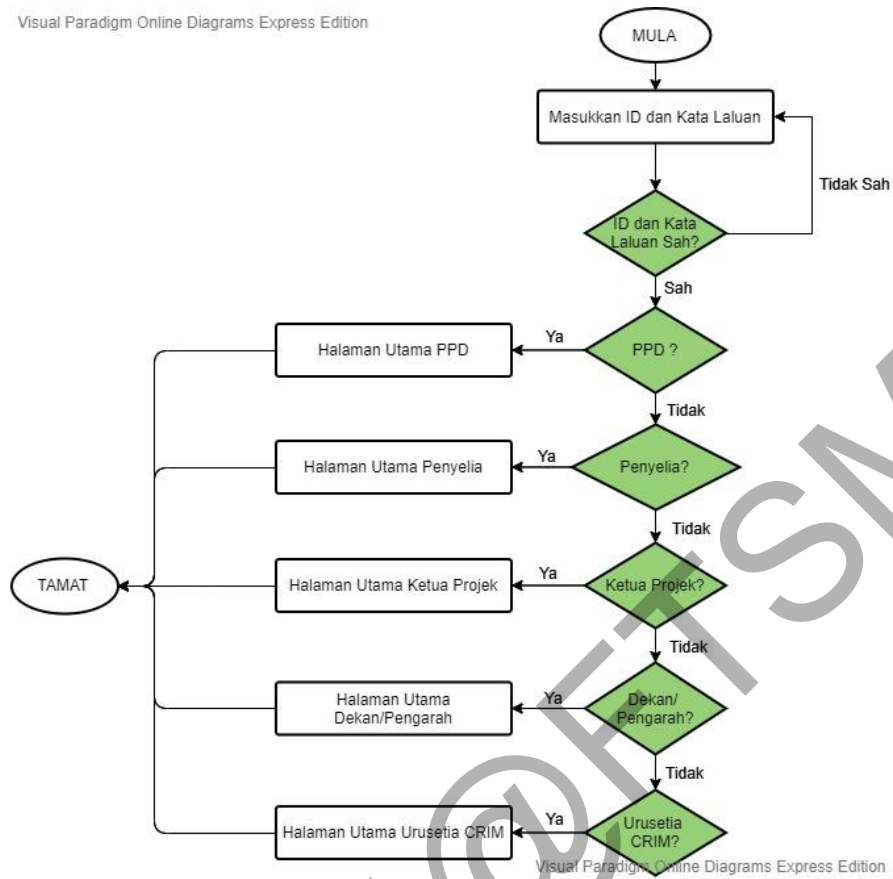 Visual Paradigm Online Diagrams Express Edition
MULA
Masukkan ID dan Kata Laluan
Tidak Sah
ID dan Kata
Laluan Sah?
Sah
Halaman Utama PPD
Ya
PPD ?
Tidak
Halaman Utama Penyelia
Ya
Penyelia?
Tidak
TAMAT
Halaman Utama Ketua Projek
Ya
Ketua Projek?
Tidak
Halaman Utama
Dekan/Pengarah
Ya
Dekan/
Pengarah?
Tidak
Halaman Utama Urusetia CRIM
Ya
Urusetia
CRIM?
Visual Paradigm Online Diagrams Express Edition
@FTSM